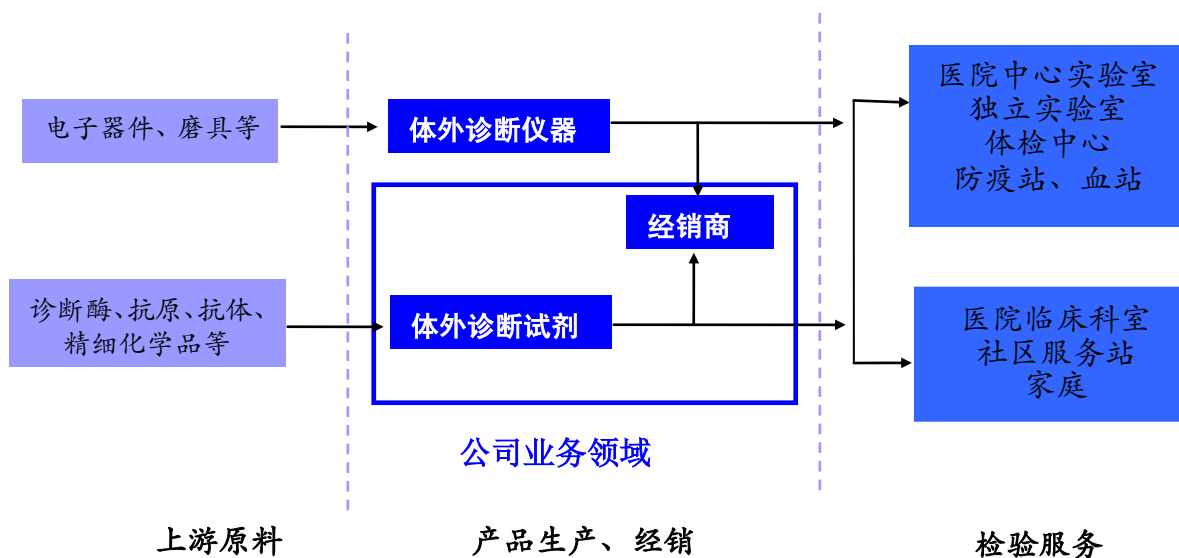 电子器件、磨具等
诊断酶、抗原、抗体、
精细化学品等
体外诊断仪器
经销商
体外诊断试剂
公司业务领域
医院中心实验室
独立实验室
体检中心
防疫站、血站
医院临床科室
社区服务站
家庭
上游原料
产品生产、经销
检验服务